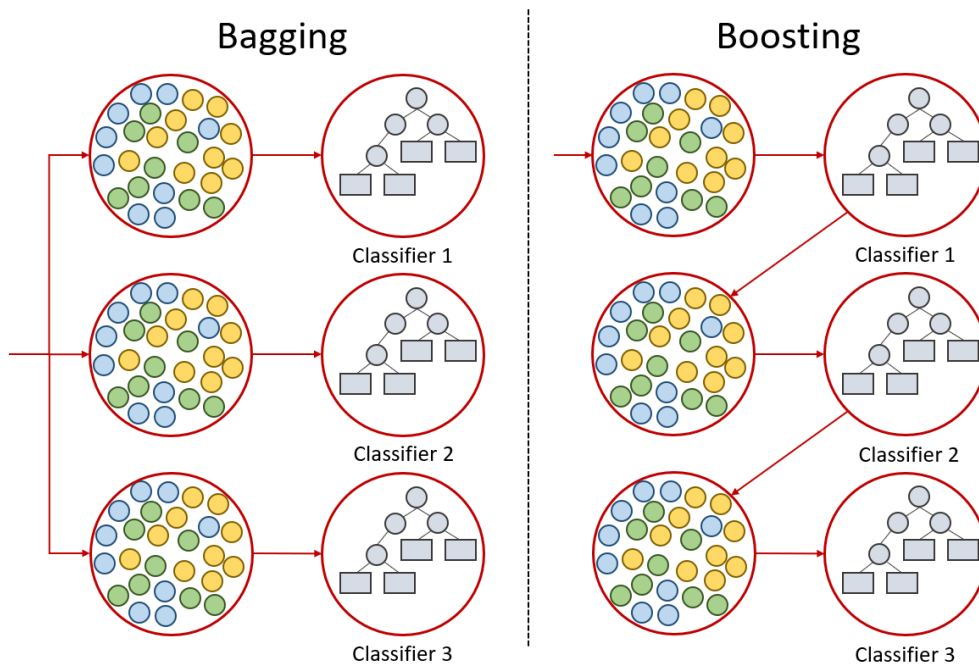 Bagging
Boosting
Classifier 1
Classifier 1
Classifier 2
Classifier 2
Classifier 3
Classifier 3